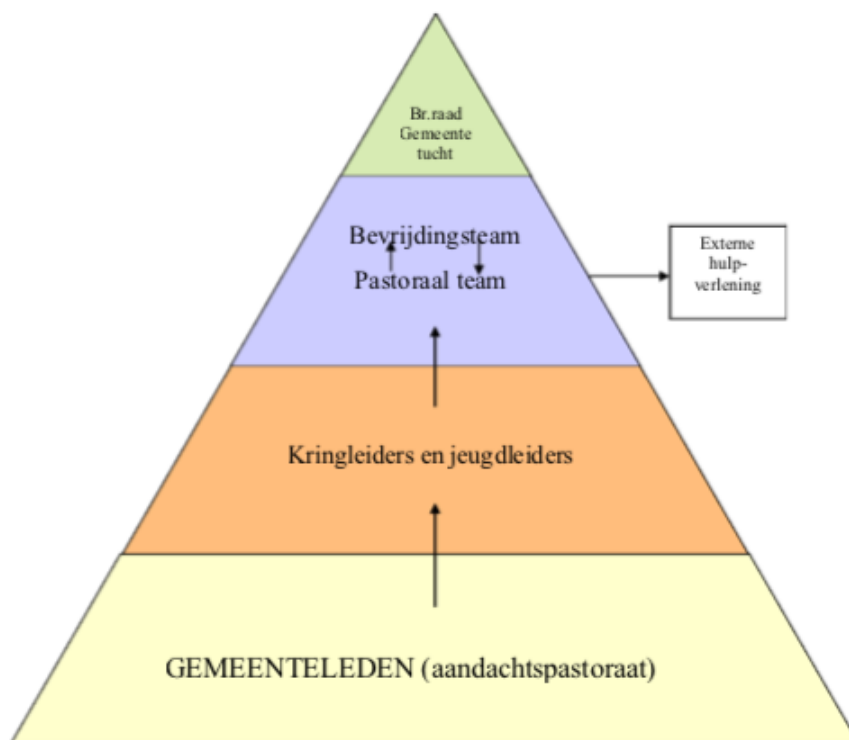 Br.raad
Gemeente
tucht
Bevrijdingsteam
Pastoraal team
Externe
hulp-
verlening
Kringleiders en jeugdleiders
GEMEENTELEDEN (aandachtspastoraat)